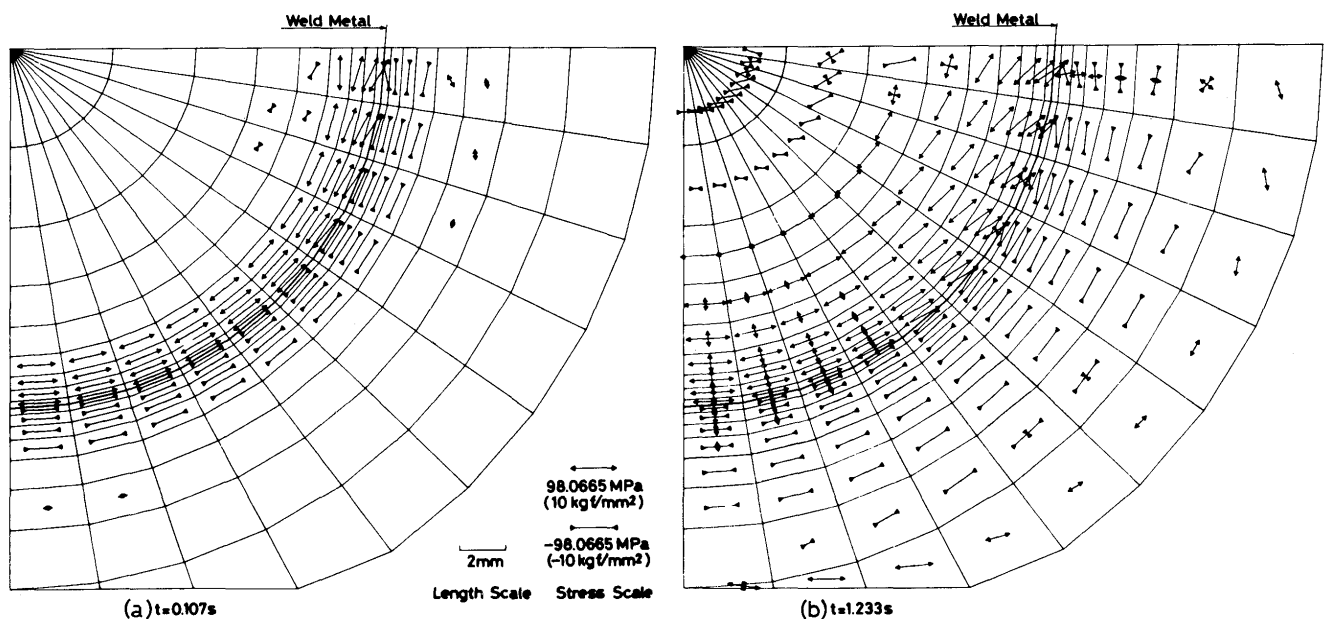 Weld Metal
Weld Metal
98.0665 MPa
(10 kgf/mm²)
-98.0665 MPa
(-10 kgf/mm²)
2mm
Length Scale Stress Scale
(a) t=0.107s
(b) t=1.233s